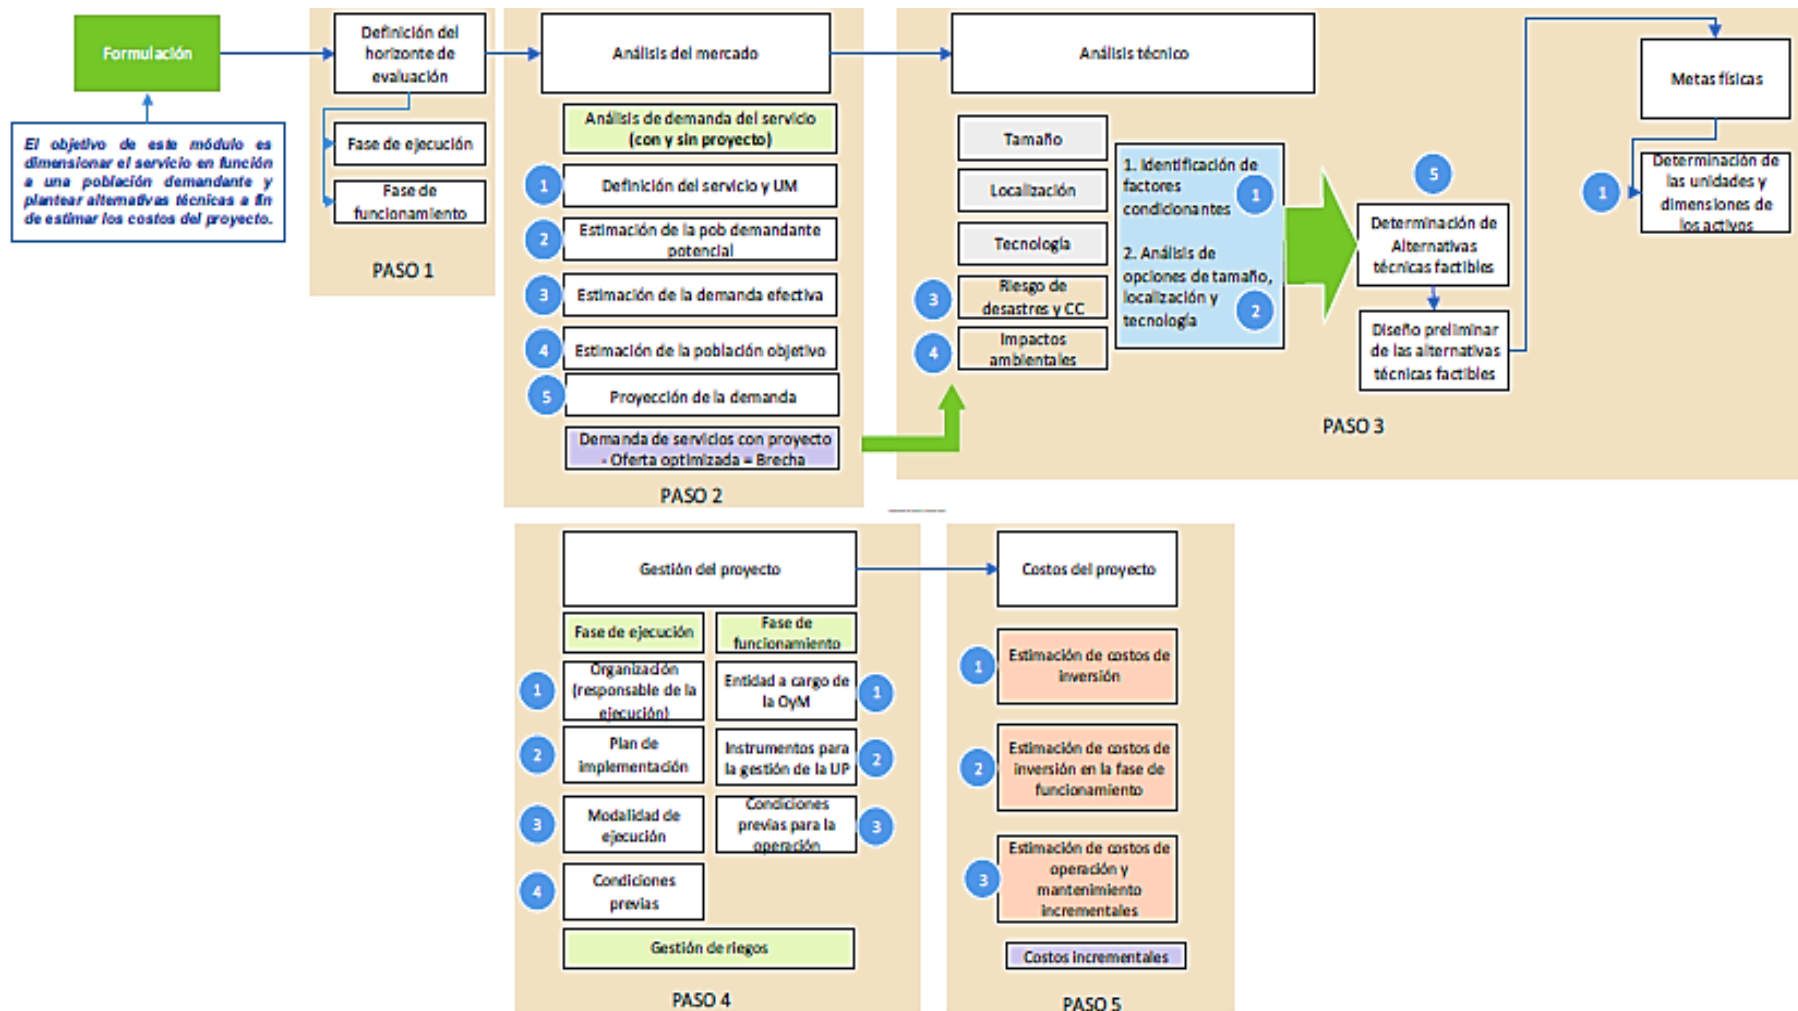 Formulación
El objetivo de este módulo es
dimensionar el servicio en función
a una población demandante y
plantear alternativas técnicas a fin
de estimar los costos del proyecto.
Definición del
horizonte de
evaluación
Fase de ejecución
Fase de
funcionamiento
PASO 1
Análisis del mercado
Análisis de demanda del servicio
(con y sin proyecto)
1
Definición del servicio y UM
2
Estimación de la pob demandante
potencial
3
Estimación de la demanda efectiva
4
Estimación de la población objetivo
5
Proyección de la demanda
Demanda de servicios con proyecto
- Oferta optimizada = Brecha
PASO 2
Análisis técnico
Tamaño
Localización
Tecnología
3
Riesgo de
desastres y CC
4
Impactos
ambientales
1. Identificación de
factores
condicionantes
1
2. Análisis de
opciones de tamaño,
localización y
tecnología
2
5
Determinación de
Alternativas
técnicas factibles
Diseño preliminar
de las alternativas
técnicas factibles
Metas físicas
1
Determinación de
las unidades y
dimensiones de
los activos
PASO 3
Gestión del proyecto
Fase de ejecución
1
Organización
(responsable de la
ejecución)
2
Plan de
implementación
3
Modalidad de
ejecución
4
Condiciones
previas
Fase de
funcionamiento
Entidad a cargo de
la OyM
1
Instrumentos para
la gestión de la UP
2
Condiciones
previas para la
operación
3
Gestión de riegos
PASO 4
Costos del proyecto
1
Estimación de costos de
inversión
2
Estimación de costos de
inversión en la fase de
funcionamiento
3
Estimación de costos de
operación y
mantenimiento
incrementales
Costos incrementales
PASO 5